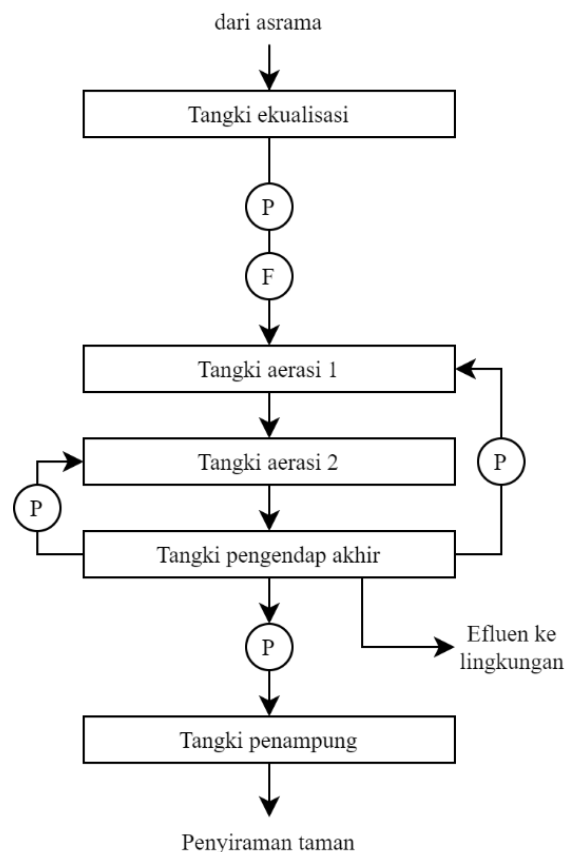 dari asrama
Tangki ekualisasi
P
F
Tangki aerasi 1
Tangki aerasi 2
P
P
Tangki pengendap akhir
P
Efluen ke
lingkungan
Tangki penampung
Penyiraman taman